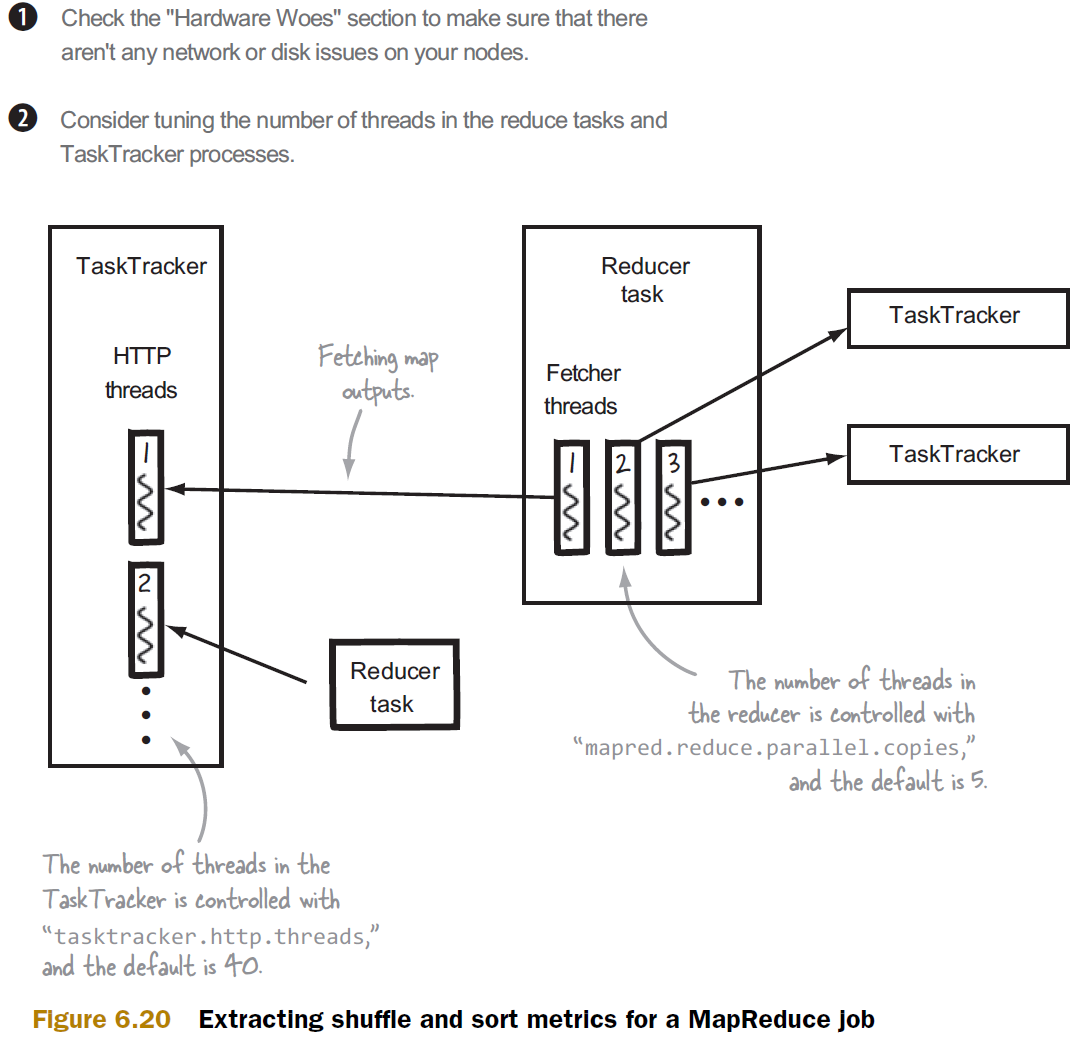 1 Check the "Hardware Woes" section to make sure that there
aren't any network or disk issues on your nodes.
2 Consider tuning the number of threads in the reduce tasks and
TaskTracker processes.
TaskTracker
HTTP
threads
1
2
Fetching map
outputs.
Reducer
task
Fetcher
threads
1 2 3
TaskTracker
TaskTracker
Reducer
task
The number of threads in
the reducer is controlled with
“mapred.reduce.parallel.copies,”
and the default is 5.
The number of threads in the
TaskTracker is controlled with
“tasktracker.http.threads,”
and the default is 40.
Figure 6.20 Extracting shuffle and sort metrics for a MapReduce job